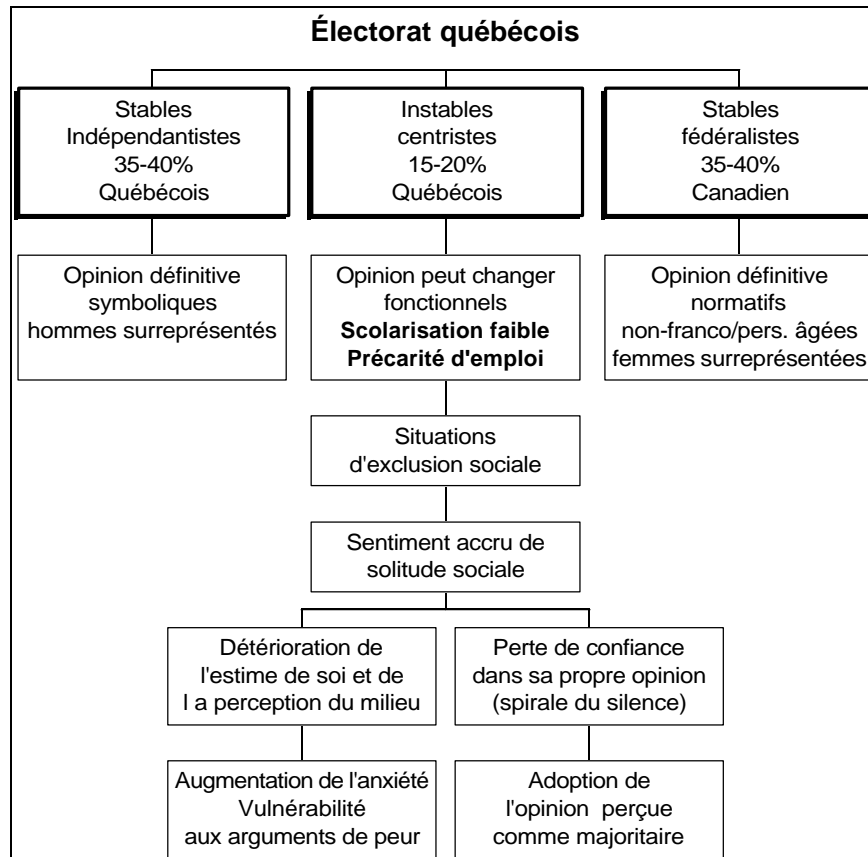 Électorat québécois
Stables
Indépendantistes
35-40%
Québécois
Instables
centristes
15-20%
Québécois
Stables
fédéralistes
35-40%
Canadien
Opinion définitive
symboliques
hommes surreprésentés
Opinion peut changer
fonctionnels
Scolarisation faible
Précarité d'emploi
Opinion définitive
normatifs
non-franco/pers. âgées
femmes surreprésentées
Situations
d'exclusion sociale
Sentiment accru de
solitude sociale
Détérioration de
l'estime de soi et de
l a perception du milieu
Perte de confiance
dans sa propre opinion
(spirale du silence)
Augmentation de l'anxiété
Vulnérabilité
aux arguments de peur
Adoption de
l'opinion perçue
comme majoritaire